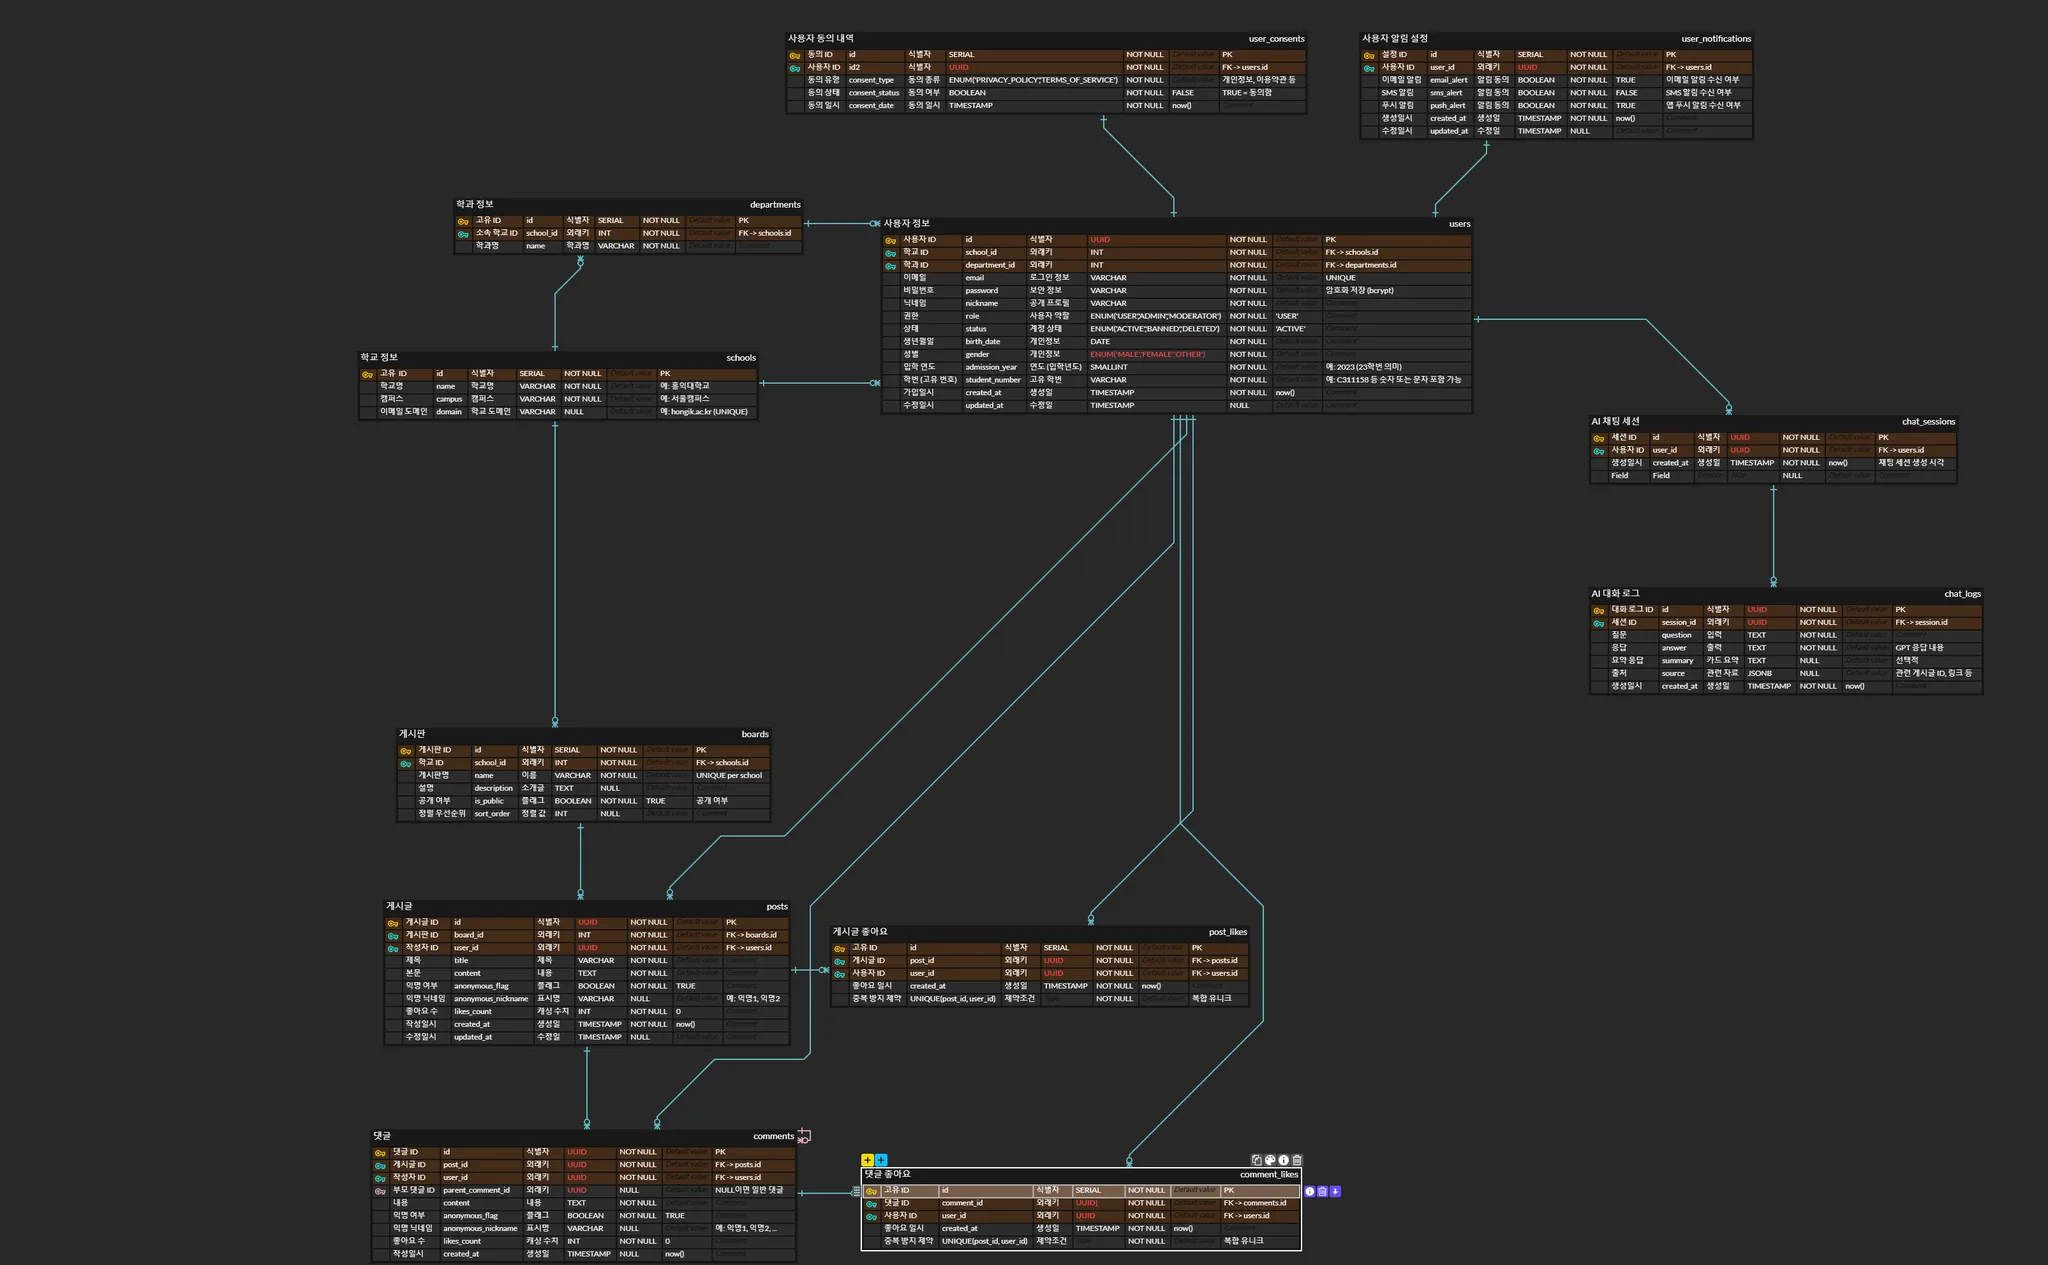 사용자 동의 내역 user_consents
동의 ID id 식별자 SERIAL NOT NULL Default value PK
사용자 ID id2 식별자 UUID NOT NULL Default value FK -> users.id
동의 유형 consent_type 동의 종류 ENUM('PRIVACY_POLICY','TERMS_OF_SERVICE') NOT NULL Default value 개인정보, 이용약관 등
동의 상태 consent_status 동의 여부 BOOLEAN NOT NULL FALSE TRUE = 동의함
동의 일시 consent_date 동의 일시 TIMESTAMP NOT NULL now() Comment
사용자 알림 설정 user_notifications
설정 ID id 식별자 SERIAL NOT NULL Default value PK
사용자 ID user_id 외래키 UUID NOT NULL Default value FK -> users.id
이메일 알림 email_alert 알림 동의 BOOLEAN NOT NULL TRUE 이메일 알림 수신 여부
SMS 알림 sms_alert 알림 동의 BOOLEAN NOT NULL FALSE SMS 알림 수신 여부
푸시 알림 push_alert 알림 동의 BOOLEAN NOT NULL TRUE 앱 푸시 알림 수신 여부
생성일시 created_at 생성일 TIMESTAMP NOT NULL now() Comment
수정일시 updated_at 수정일 TIMESTAMP NULL Default value Comment
학과 정보 departments
고유 ID id 식별자 SERIAL NOT NULL Default value PK
소속 학교 ID school_id 외래키 INT NOT NULL Default value FK -> schools.id
학과명 name 학과명 VARCHAR NOT NULL Default value Comment
사용자 정보 users
사용자 ID id 식별자 UUID NOT NULL Default value PK
학교 ID school_id 외래키 INT NOT NULL Default value FK -> schools.id
학과 ID department_id 외래키 INT NOT NULL Default value FK -> departments.id
이메일 email 로그인 정보 VARCHAR NOT NULL Default value UNIQUE
비밀번호 password 보안 정보 VARCHAR NOT NULL Default value 암호화 저장 (bcrypt)
닉네임 nickname 공개 프로필 VARCHAR NOT NULL Default value Comment
권한 role 사용자 역할 ENUM('USER','ADMIN','MODERATOR') NOT NULL 'USER' Comment
상태 status 계정 상태 ENUM('ACTIVE','BANNED','DELETED') NOT NULL 'ACTIVE' Comment
생년월일 birth_date 개인정보 DATE NOT NULL Default value Comment
성별 gender 개인정보 ENUM('MALE','FEMALE','OTHER') NOT NULL Default value Comment
입학 연도 admission_year 연도 (입학년도) SMALLINT NOT NULL Default value 예: 2023 (23학번 의미)
학번 (고유 번호) student_number 고유 학번 VARCHAR NOT NULL Default value 예: C311158 등 숫자 또는 문자 포함 가능
가입일시 created_at 생성일 TIMESTAMP NOT NULL now() Comment
수정일시 updated_at 수정일 TIMESTAMP NULL Default value Comment
학교 정보 schools
고유 ID id 식별자 SERIAL NOT NULL Default value PK
학교명 name 학교명 VARCHAR NOT NULL Default value 예: 홍익대학교
캠퍼스 campus 캠퍼스 VARCHAR NOT NULL Default value 예: 서울캠퍼스
이메일 도메인 domain 학교 도메인 VARCHAR NULL Default value 예: hongik.ac.kr (UNIQUE)
AI 채팅 세션 chat_sessions
세션 ID id 식별자 UUID NOT NULL Default value PK
사용자 ID user_id 외래키 UUID NOT NULL Default value FK -> users.id
생성일시 created_at 생성일 TIMESTAMP NOT NULL now() 채팅 세션 생성 시각
Field Field Domain Type NULL Default value Comment
AI 대화 로그 chat_logs
대화 로그 ID id 식별자 UUID NOT NULL Default value PK
세션 ID session_id 외래키 UUID NOT NULL Default value FK -> session.id
질문 question 입력 TEXT NOT NULL Default value Comment
응답 answer 출력 TEXT NOT NULL Default value GPT 응답 내용
요약 응답 summary 카드 요약 TEXT NULL Default value 선택적
출처 source 관련 자료 JSONB NULL Default value 관련 게시글 ID, 링크 등
생성일시 created_at 생성일 TIMESTAMP NOT NULL now() Comment
게시판 boards
게시판 ID id 식별자 SERIAL NOT NULL Default value PK
학교 ID school_id 외래키 INT NOT NULL Default value FK -> schools.id
게시판명 name 이름 VARCHAR NOT NULL Default value UNIQUE per school
설명 description 소개글 TEXT NULL Default value Comment
공개 여부 is_public 플래그 BOOLEAN NOT NULL TRUE 공개 여부
정렬 우선순위 sort_order 정렬 값 INT NULL Default value Comment
게시글 posts
게시글 ID id 식별자 UUID NOT NULL Default value PK
게시판 ID board_id 외래키 INT NOT NULL Default value FK -> boards.id
작성자 ID user_id 외래키 UUID NOT NULL Default value FK -> users.id
제목 title 제목 VARCHAR NOT NULL Default value Comment
본문 content 내용 TEXT NOT NULL Default value Comment
익명 여부 anonymous_flag 플래그 BOOLEAN NOT NULL TRUE Comment
익명 닉네임 anonymous_nickname 표시명 VARCHAR NULL Default value 예: 익명1, 익명2
좋아요 수 likes_count 캐싱 수치 INT NOT NULL 0 Comment
작성일시 created_at 생성일 TIMESTAMP NOT NULL now() Comment
수정일시 updated_at 수정일 TIMESTAMP NULL Default value Comment
게시글 좋아요 post_likes
고유 ID id 식별자 SERIAL NOT NULL Default value PK
게시글 ID post_id 외래키 UUID NOT NULL Default value FK -> posts.id
사용자 ID user_id 외래키 UUID NOT NULL Default value FK -> users.id
좋아요 일시 created_at 생성일 TIMESTAMP NOT NULL now() Comment
중복 방지 제약 UNIQUE(post_id, user_id) 제약조건 Type NOT NULL Default value 복합 유니크
댓글 comments
댓글 ID id 식별자 UUID NOT NULL Default value PK
게시글 ID post_id 외래키 UUID NOT NULL Default value FK -> posts.id
작성자 ID user_id 외래키 UUID NOT NULL Default value FK -> users.id
부모 댓글 ID parent_comment_id 외래키 UUID NULL Default value NULL이면 일반 댓글
내용 content 내용 TEXT NOT NULL Default value Comment
익명 여부 anonymous_flag 플래그 BOOLEAN NOT NULL TRUE Comment
익명 닉네임 anonymous_nickname 표시명 VARCHAR NULL Default value 예: 익명1, 익명2, ...
좋아요 수 likes_count 캐싱 수치 INT NOT NULL 0 Comment
작성일시 created_at 생성일 TIMESTAMP NULL now() Comment
댓글 좋아요 comment_likes
고유 ID id 식별자 SERIAL NOT NULL Default value PK
댓글 ID comment_id 외래키 UUID NOT NULL Default value FK -> comments.id
사용자 ID user_id 외래키 UUID NOT NULL Default value FK -> users.id
좋아요 일시 created_at 생성일 TIMESTAMP NOT NULL now() Comment
중복 방지 제약 UNIQUE(post_id, user_id) 제약조건 Type NOT NULL Default value 복합 유니크